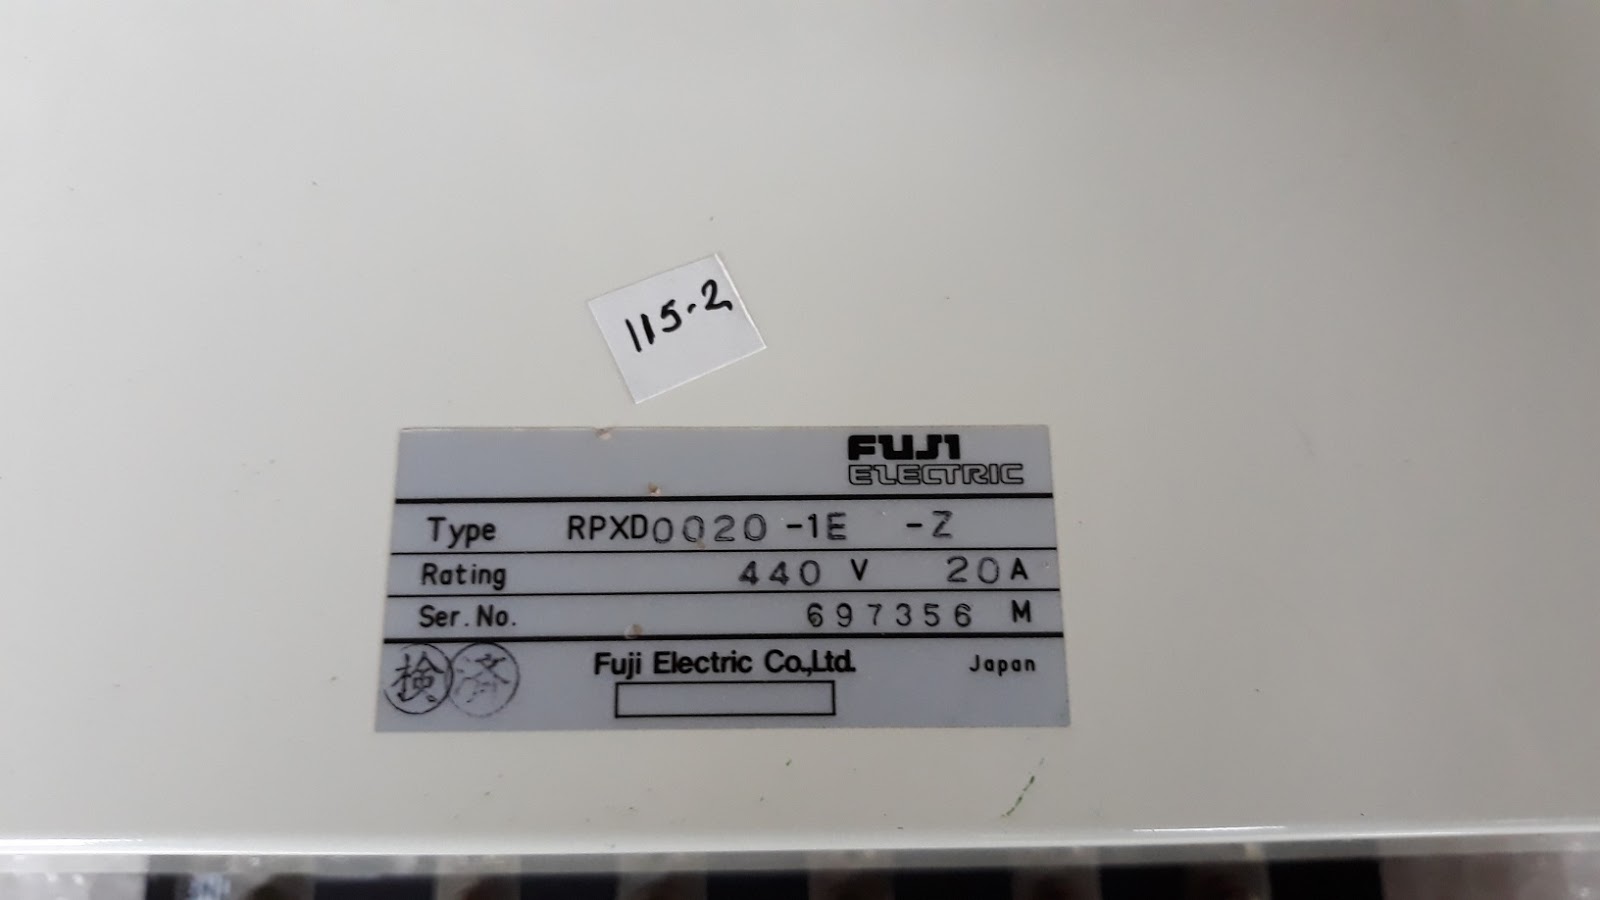 115-2
FUJI
ELECTRIC
Type RPXD0020-1E -Z
Rating 440 V 20A
Ser.No. 697356 M
検 済
Fuji Electric Co.,Ltd. Japan